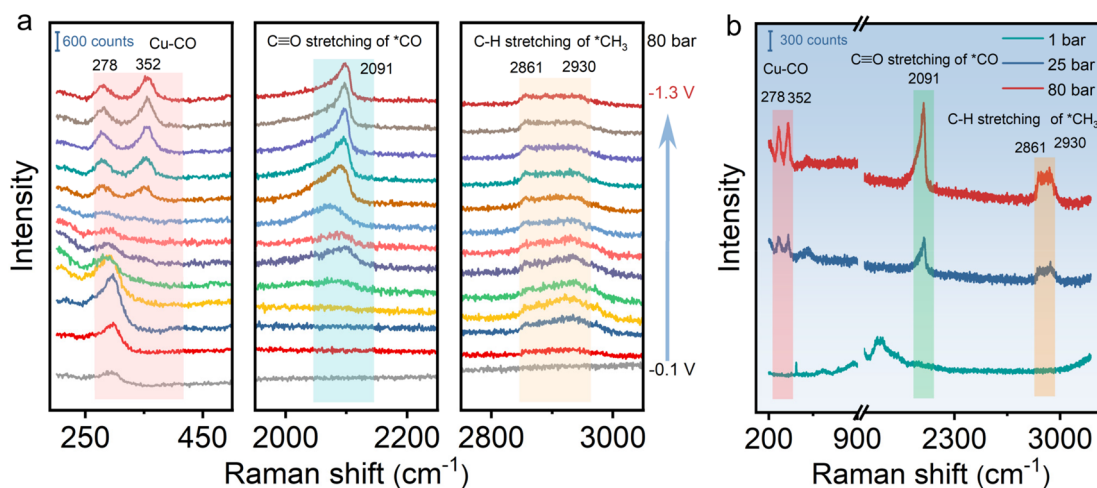 a
600 counts
Cu-CO
278 352
C≡O stretching of *CO
2091
C-H stretching of *CH₃
2861 2930
80 bar
-1.3 V
-0.1 V
Intensity
250 450
2000 2200
2800 3000
Raman shift (cm⁻¹)
b
300 counts
1 bar
25 bar
80 bar
Cu-CO
278 352
C≡O stretching of *CO
2091
C-H stretching of *CH₃
2861 2930
Intensity
200 900 2300 3000
Raman shift (cm⁻¹)